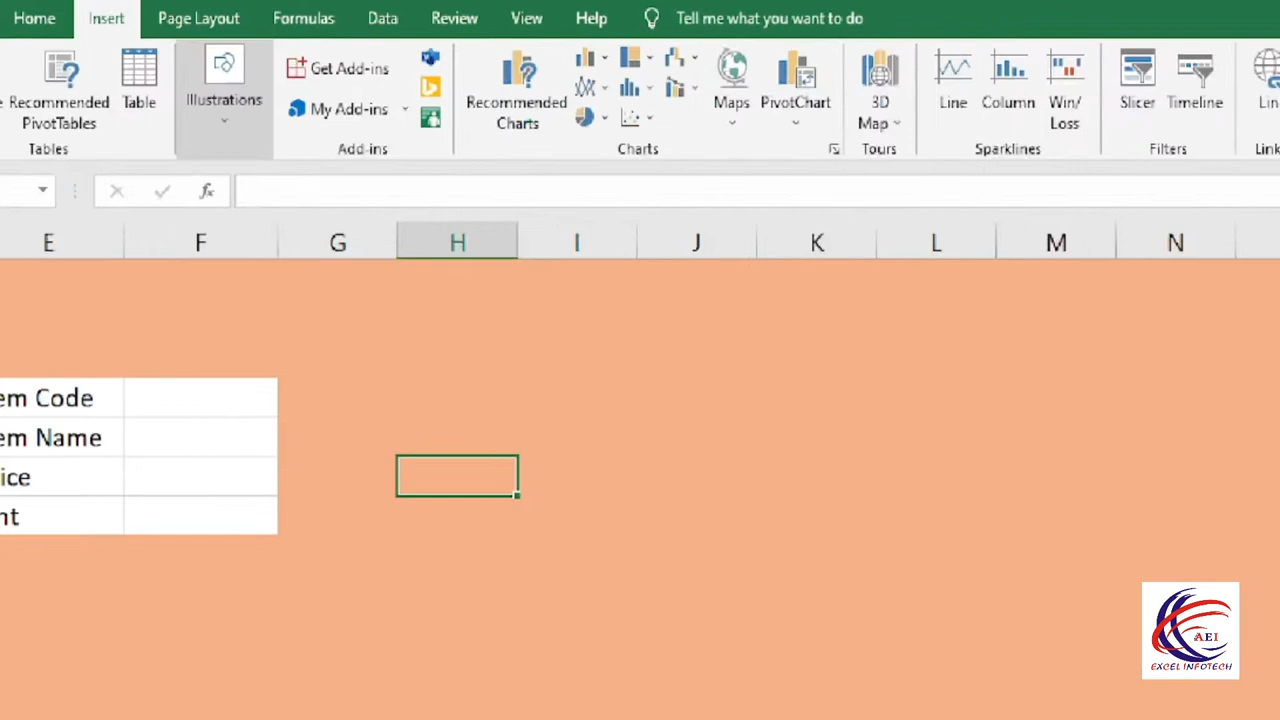 Home Insert Page Layout Formulas Data Review View Help Tell me what you want to do
Recommended
PivotTables
Table
Illustrations
Get Add-ins
My Add-ins
Recommended
Charts
Maps
PivotChart
3D
Map
Line
Column
Win/
Loss
Slicer
Timeline
Lin
Tables
Add-ins
Charts
Tours
Sparklines
Filters
Link
fx
E F G H I J K L M N
em Code
em Name
ice
nt
AEI
EXCEL INFOTECH